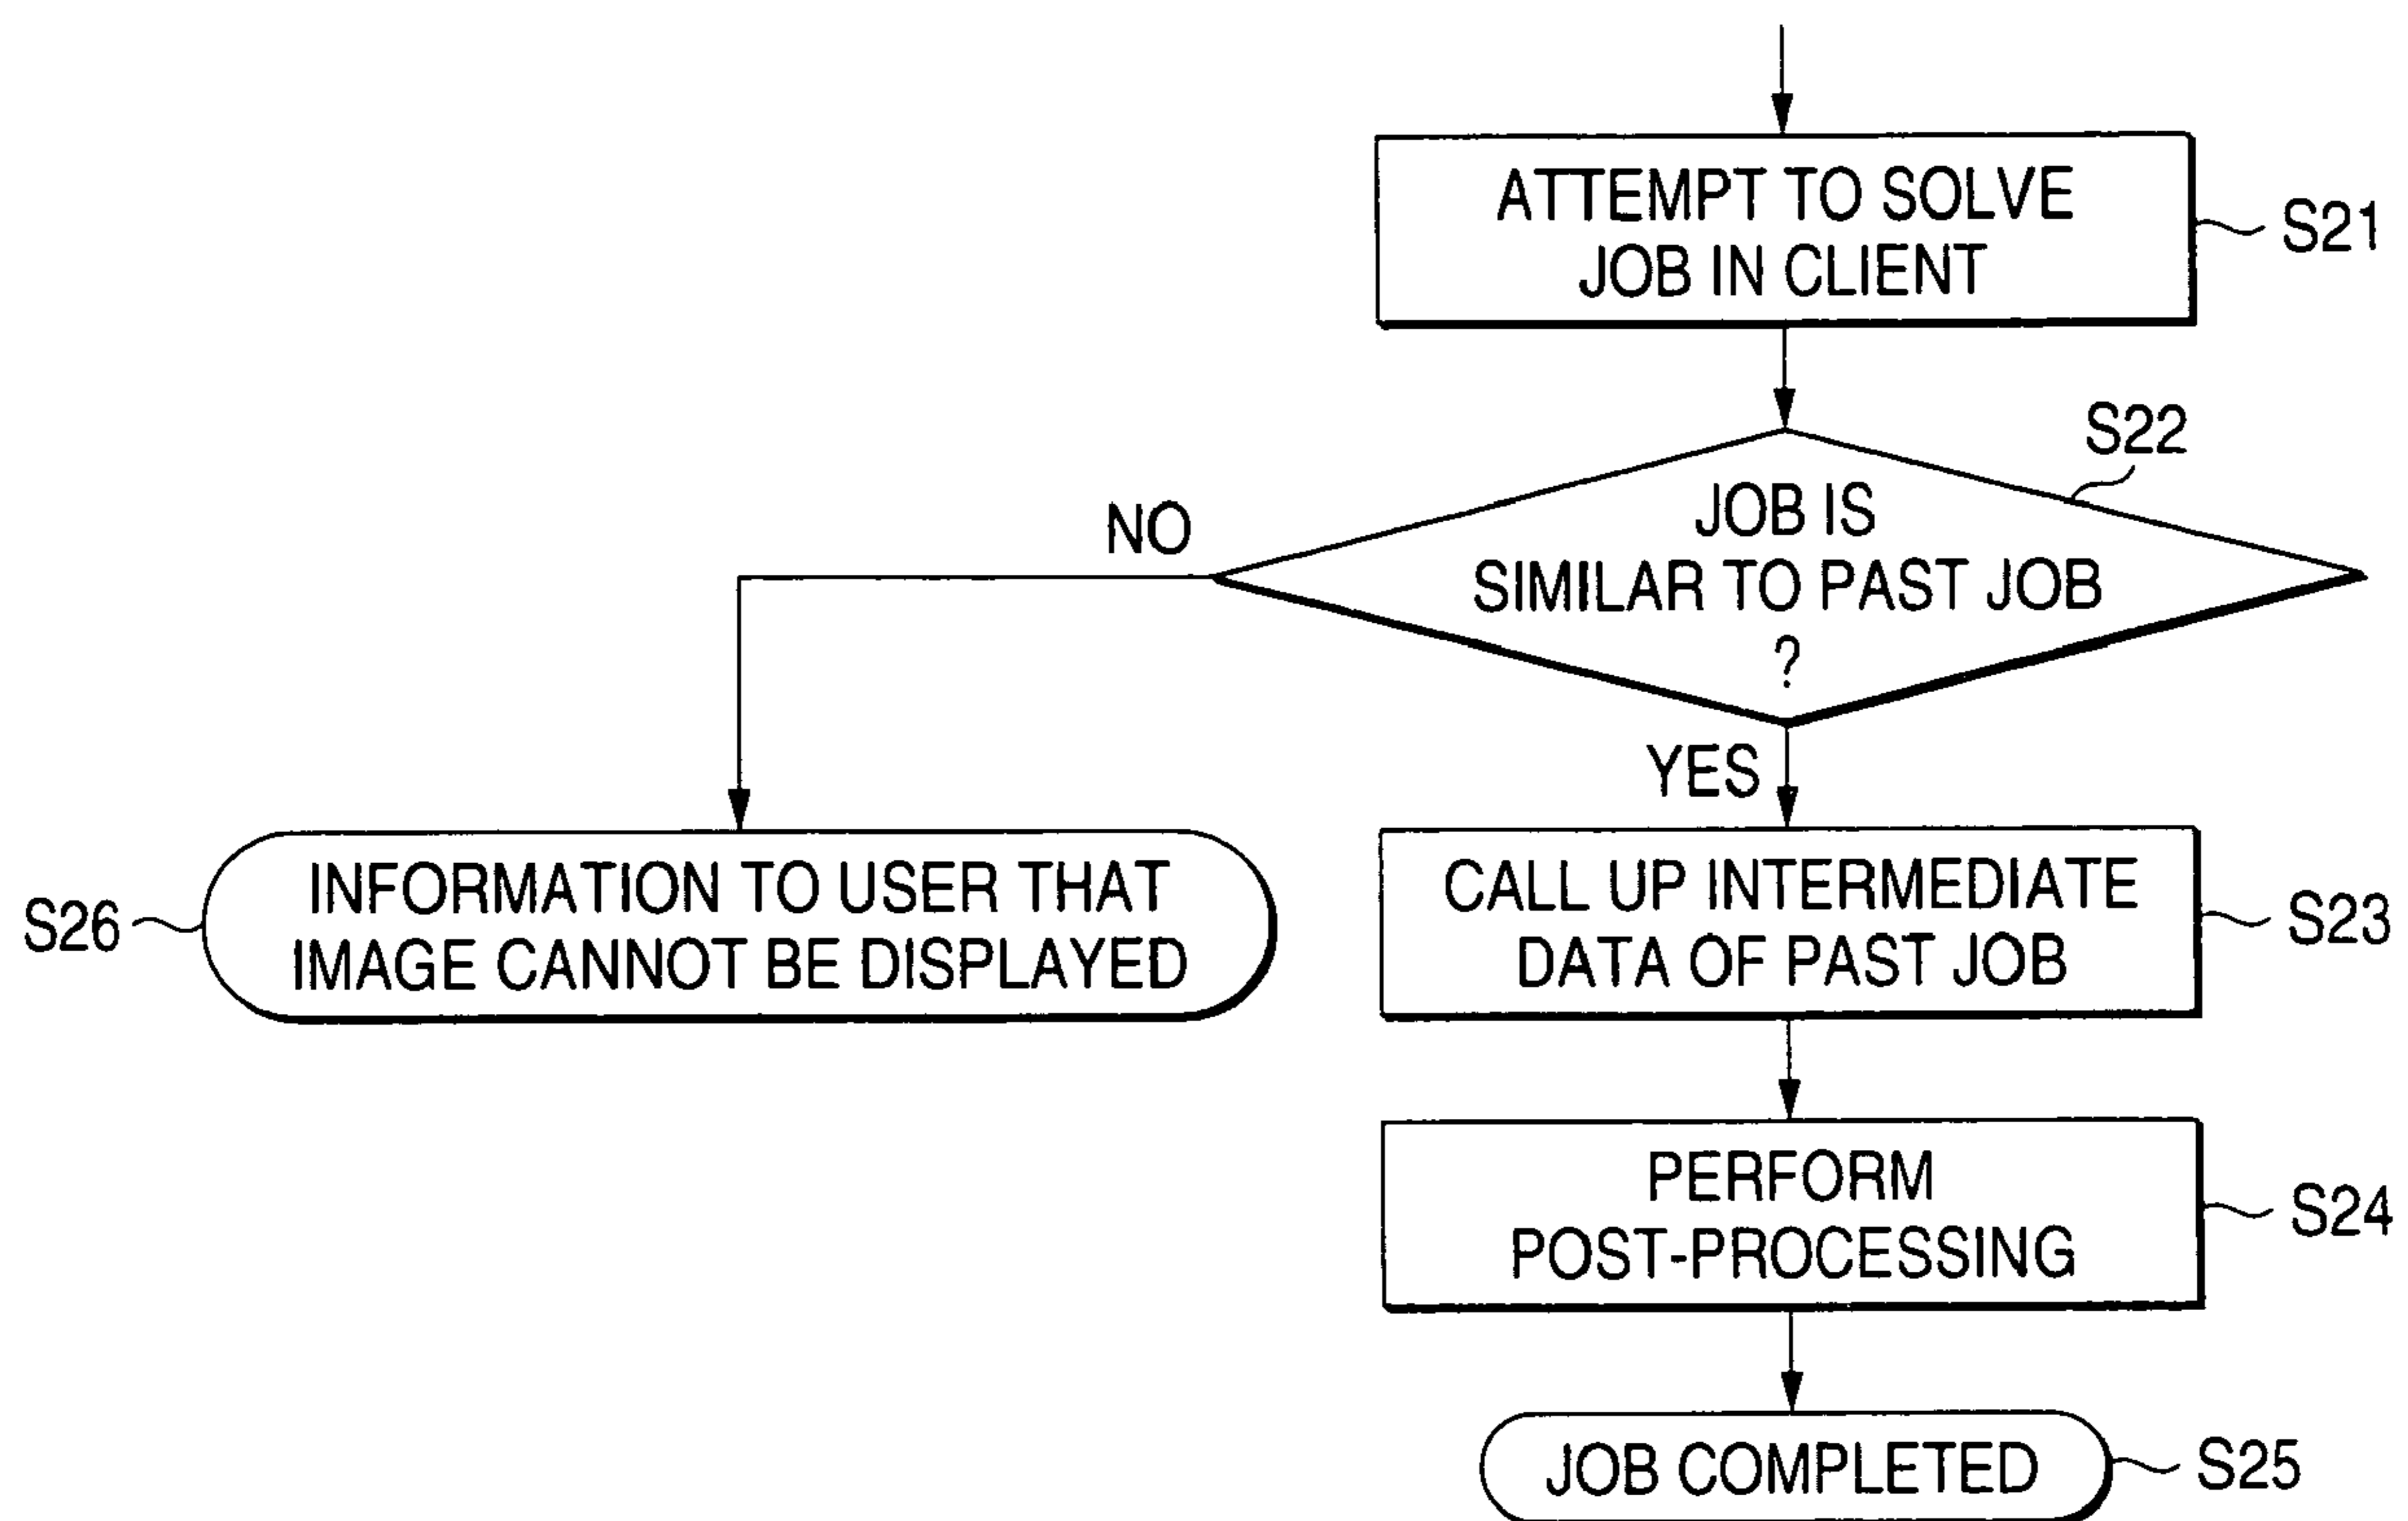 ATTEMPT TO SOLVE
JOB IN CLIENT
S21
S22
JOB IS
SIMILAR TO PAST JOB
?
NO
YES
INFORMATION TO USER THAT
IMAGE CANNOT BE DISPLAYED
S26
CALL UP INTERMEDIATE
DATA OF PAST JOB
S23
PERFORM
POST-PROCESSING
S24
JOB COMPLETED
S25